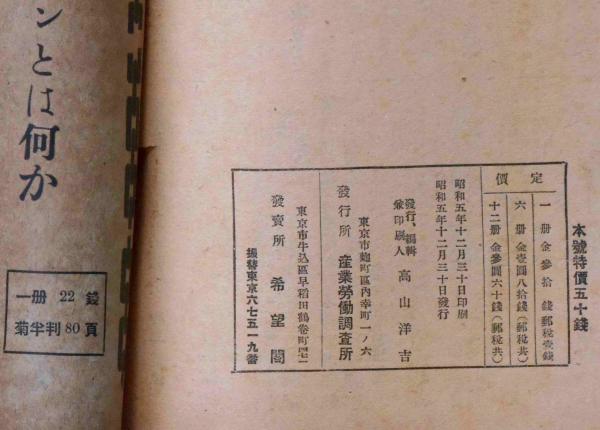 本號特價五十錢
定價
一册 金參拾錢 郵税壹錢
六册 金壹圓八拾錢（郵税共）
十二册 金參圓六十錢（郵税共）
昭和五年十二月三十日印刷
昭和五年十二月三十日發行
發行、編輯兼印刷人 高山洋吉
東京市麴町區內幸町一ノ六
發行所 産業勞働調査所
東京市牛込區早稻田鶴卷町
發賣所 希望閣
振替東京六七五一九番
ンとは何か
一册 22 錢
菊半判 80 頁